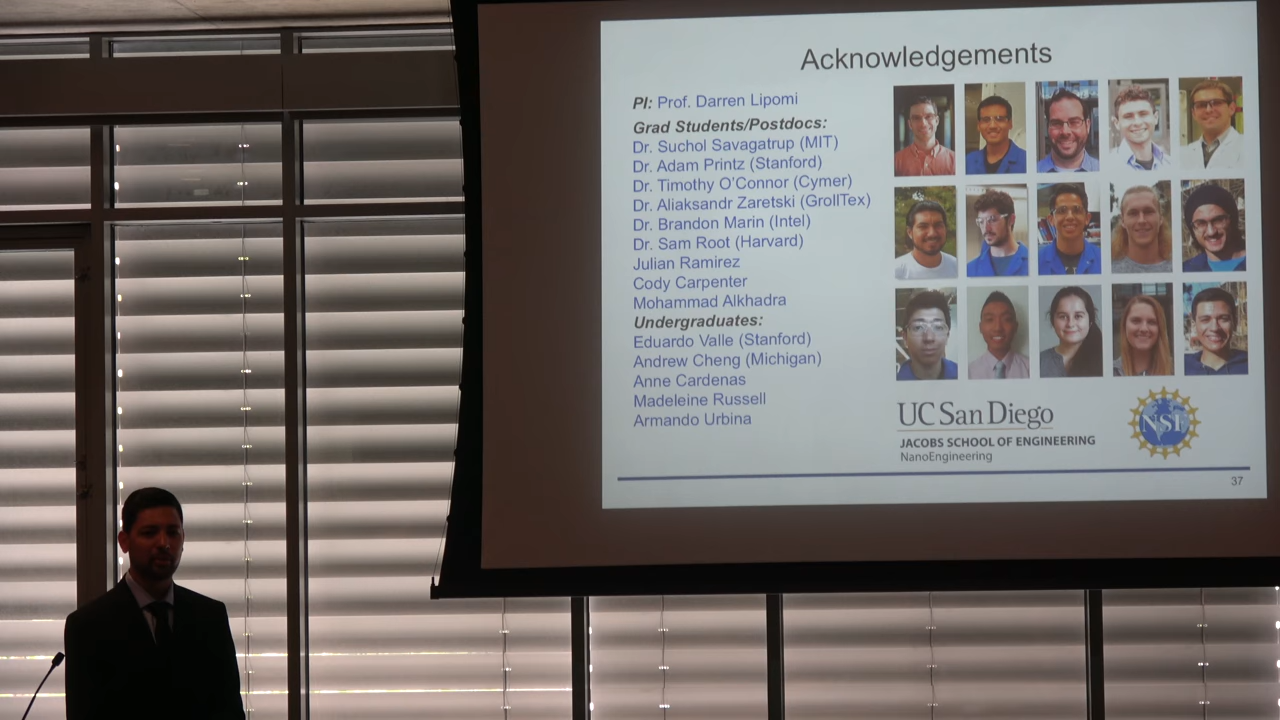 Acknowledgements
PI: Prof. Darren Lipomi
Grad Students/Postdocs:
Dr. Suchol Savagatrup (MIT)
Dr. Adam Printz (Stanford)
Dr. Timothy O'Connor (Cymer)
Dr. Aliaksandr Zaretski (GrollTex)
Dr. Brandon Marin (Intel)
Dr. Sam Root (Harvard)
Julian Ramirez
Cody Carpenter
Mohammad Alkhadra
Undergraduates:
Eduardo Valle (Stanford)
Andrew Cheng (Michigan)
Anne Cardenas
Madeleine Russell
Armando Urbina
UC San Diego
JACOBS SCHOOL OF ENGINEERING
NanoEngineering
NSF
37